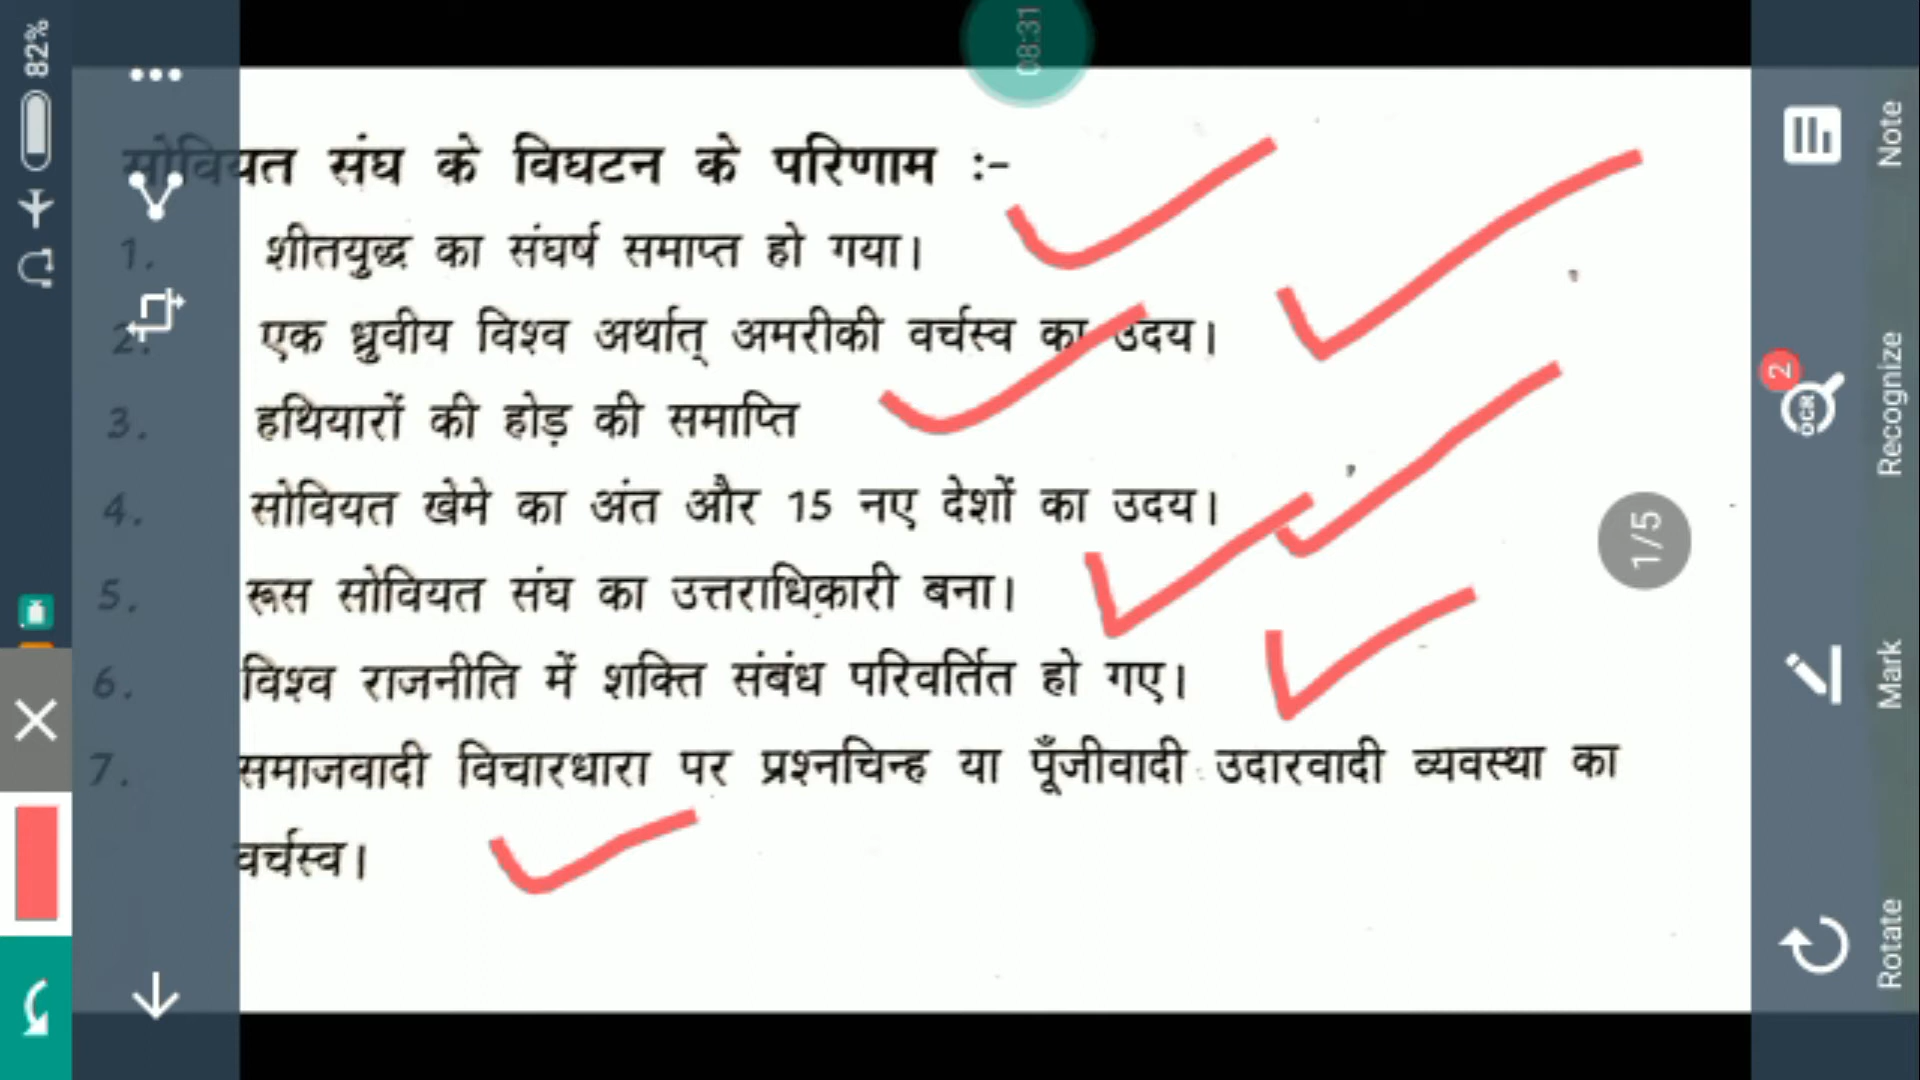 सोवियत संघ के विघटन के परिणाम :-
1. शीतयुद्ध का संघर्ष समाप्त हो गया।
2. एक ध्रुवीय विश्व अर्थात् अमरीकी वर्चस्व का उदय।
3. हथियारों की होड़ की समाप्ति
4. सोवियत खेमे का अंत और 15 नए देशों का उदय।
5. रूस सोवियत संघ का उत्तराधिकारी बना।
6. विश्व राजनीति में शक्ति संबंध परिवर्तित हो गए।
7. समाजवादी विचारधारा पर प्रश्नचिन्ह या पूँजीवादी उदारवादी व्यवस्था का
वर्चस्व।
82%
08:31
1/5
Note
2
OCR
Recognize
Mark
Rotate